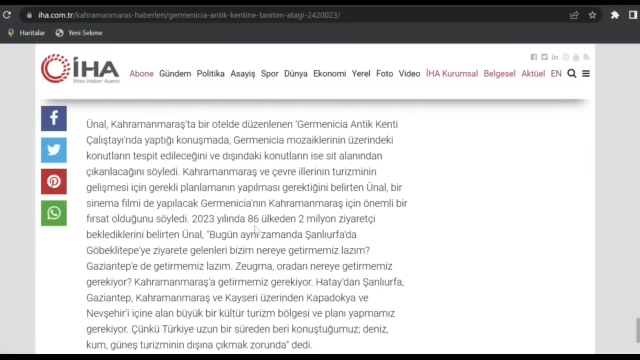 iha.com.tr/kahramanmaras-haberleri/germenicia-antik-kentine-tanitim-atagi-2420023/
Haritalar Yeni Sekme
İHA
İhlas Haber Ajansı
Abone Gündem Politika Asayiş Spor Dünya Ekonomi Yerel Foto Video İHA Kurumsal Belgesel Aktüel EN
Ünal, Kahramanmaraş'ta bir otelde düzenlenen 'Germenicia Antik Kenti
Çalıştayı'nda yaptığı konuşmada, Germenicia mozaiklerinin üzerindeki
konutların tespit edileceğini ve dışındaki konutların ise sit alanından
çıkarılacağını söyledi. Kahramanmaraş ve çevre illerinin turizminin
gelişmesi için gerekli planlamanın yapılması gerektiğini belirten Ünal, bir
sinema filmi de yapılacak Germenicia'nın Kahramanmaraş için önemli bir
fırsat olduğunu söyledi. 2023 yılında 86 ülkeden 2 milyon ziyaretçi
beklediklerini belirten Ünal, "Bugün aynı zamanda Şanlıurfa'da
Göbeklitepe'ye ziyarete gelenleri bizim nereye getirmemiz lazım?
Gaziantep'e de getirmemiz lazım. Zeugma, oradan nereye getirmemiz
gerekiyor? Kahramanmaraş'a getirmemiz gerekiyor. Hatay'dan Şanlıurfa,
Gaziantep, Kahramanmaraş ve Kayseri üzerinden Kapadokya ve
Nevşehir'i içine alan büyük bir kültür turizm bölgesi ve planı yapmamız
gerekiyor. Çünkü Türkiye uzun bir süreden beri konuştuğumuz; deniz,
kum, güneş turizminin dışına çıkmak zorunda" dedi.